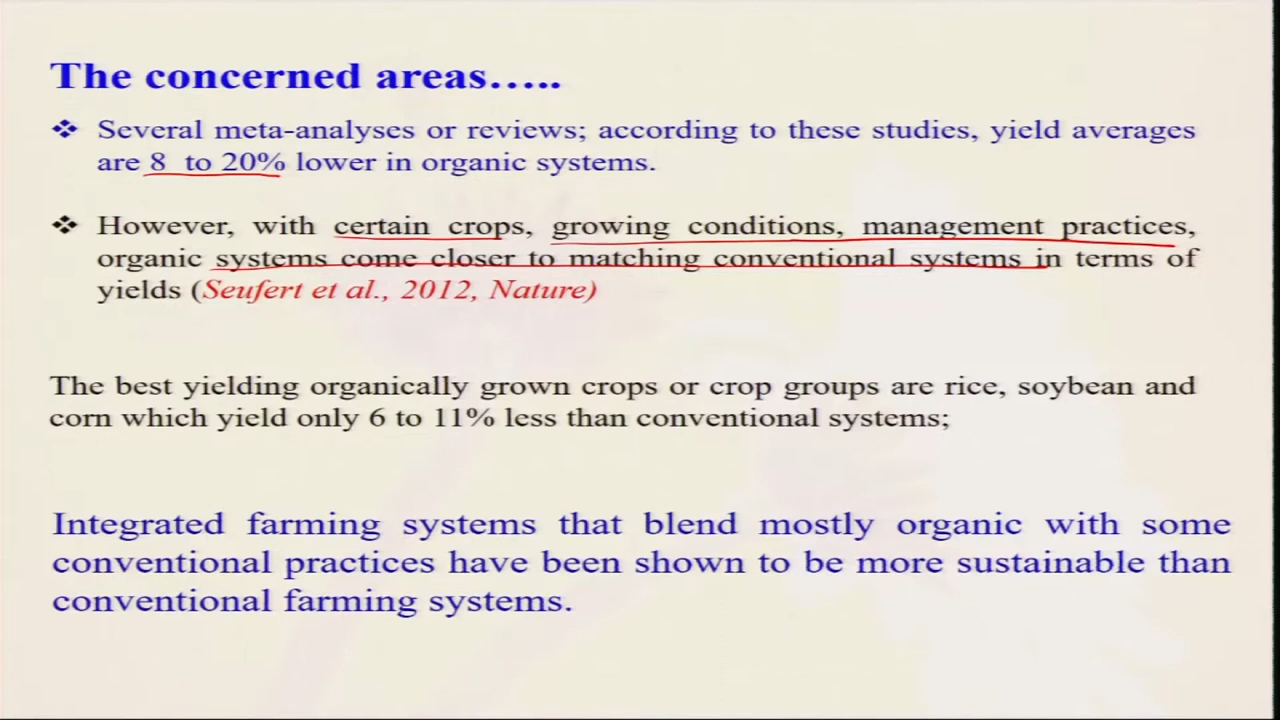 The concerned areas.....
❖ Several meta-analyses or reviews; according to these studies, yield averages
are 8 to 20% lower in organic systems.
❖ However, with certain crops, growing conditions, management practices,
organic systems come closer to matching conventional systems in terms of
yields (Seufert et al., 2012, Nature)
The best yielding organically grown crops or crop groups are rice, soybean and
corn which yield only 6 to 11% less than conventional systems;
Integrated farming systems that blend mostly organic with some
conventional practices have been shown to be more sustainable than
conventional farming systems.